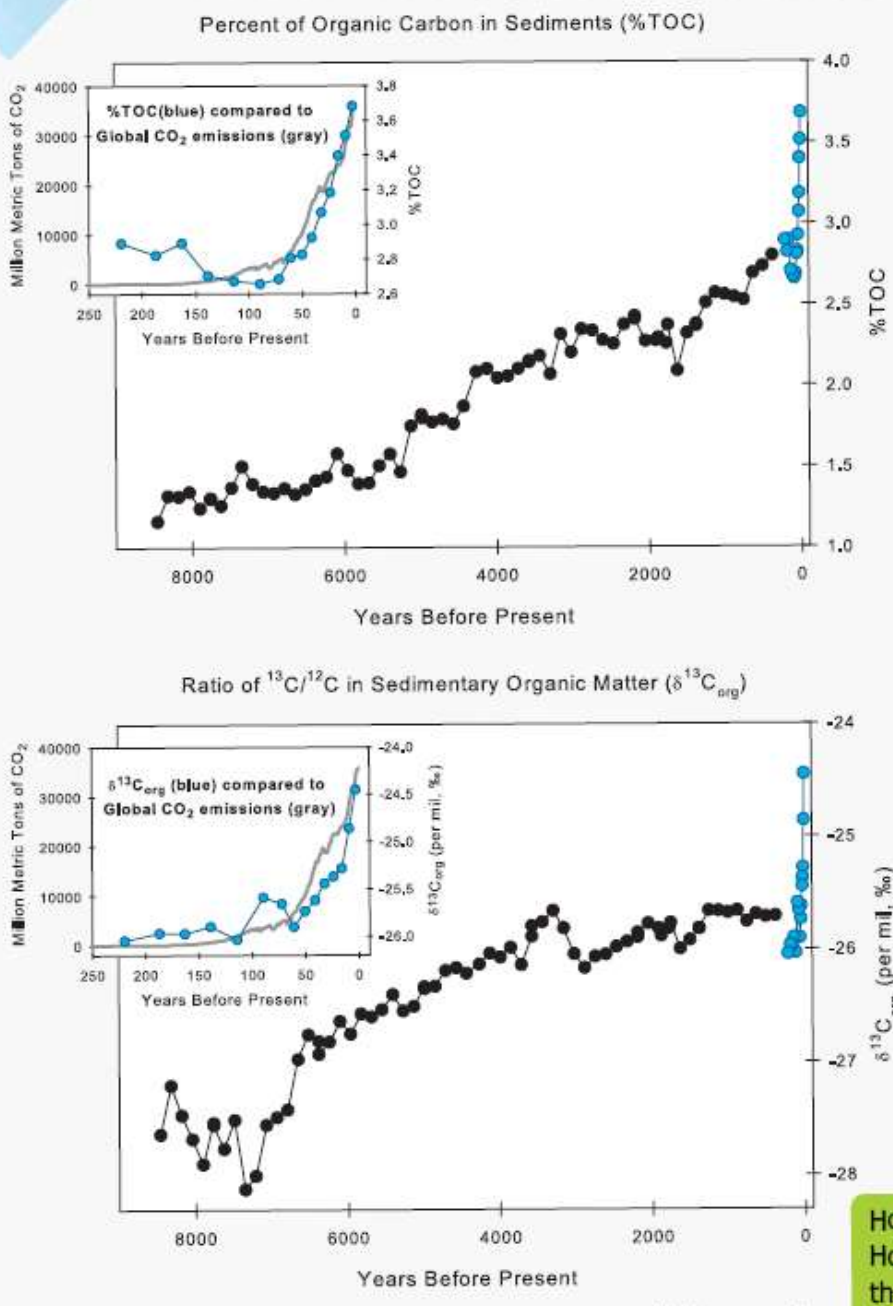 Percent of Organic Carbon in Sediments (%TOC)
Million Metric Tons of CO2
40000
30000
20000
10000
0
%TOC(blue) compared to
Global CO2 emissions (gray)
3.8
3.6
3.4
3.2
3.0
2.8
2.6
%TOC
250 200 150 100 50 0
Years Before Present
4.0
3.5
3.0
2.5
2.0
1.5
1.0
%TOC
8000 6000 4000 2000 0
Years Before Present
Ratio of 13C/12C in Sedimentary Organic Matter (δ13Corg)
Million Metric Tons of CO2
40000
30000
20000
10000
0
δ13Corg (blue) compared to
Global CO2 emissions (gray)
-24.0
-24.5
-25.0
-25.5
-26.0
δ13Corg (per mil, ‰)
250 200 150 100 50 0
Years Before Present
-24
-25
-26
-27
-28
δ13Corg (per mil, ‰)
8000 6000 4000 2000 0
Years Before Present